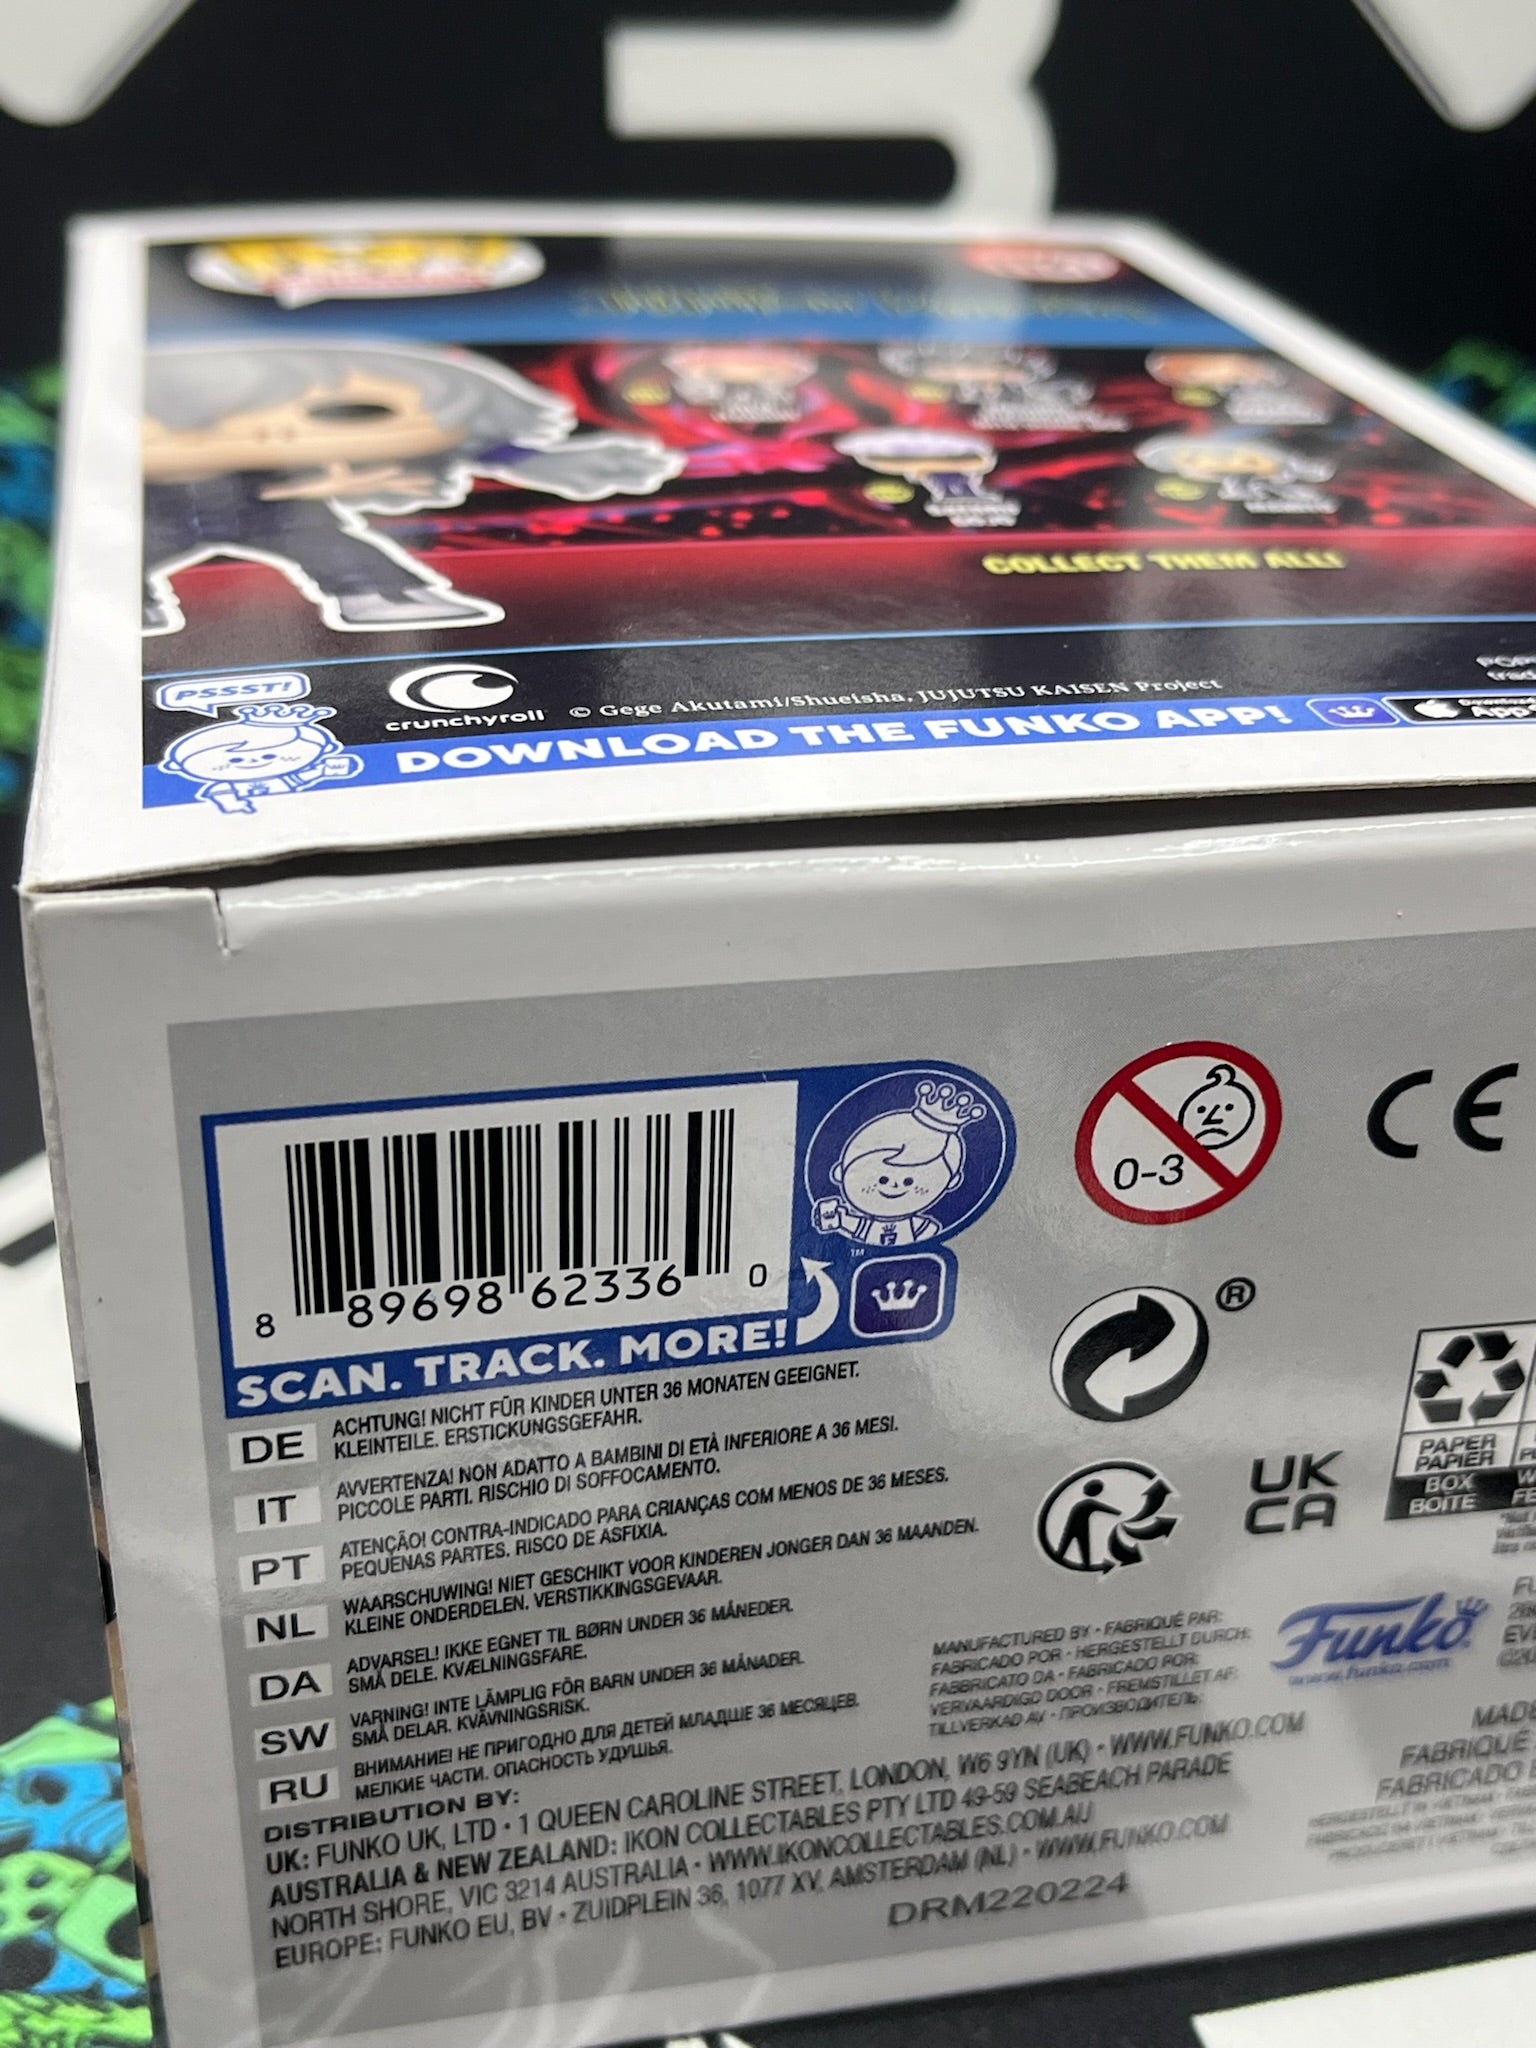 COLLECT THEM ALL!
PSSST!
crunchyroll
© Gege Akutami/Shueisha, JUJUTSU KAISEN Project
DOWNLOAD THE FUNKO APP!
0-3
CE
8 89698 62336 0
TM
®
SCAN. TRACK. MORE!
DE ACHTUNG! NICHT FÜR KINDER UNTER 36 MONATEN GEEIGNET.
KLEINTEILE. ERSTICKUNGSGEFAHR.
IT AVVERTENZA! NON ADATTO A BAMBINI DI ETÀ INFERIORE A 36 MESI.
PICCOLE PARTI. RISCHIO DI SOFFOCAMENTO.
PT ATENÇÃO! CONTRA-INDICADO PARA CRIANÇAS COM MENOS DE 36 MESES.
PEQUENAS PARTES. RISCO DE ASFIXIA.
NL WAARSCHUWING! NIET GESCHIKT VOOR KINDEREN JONGER DAN 36 MAANDEN.
KLEINE ONDERDELEN. VERSTIKKINGSGEVAAR.
DA ADVARSEL! IKKE EGNET TIL BØRN UNDER 36 MÅNEDER.
SMÅ DELE. KVÆLNINGSFARE.
SW VARNING! INTE LÄMPLIG FÖR BARN UNDER 36 MÅNADER.
SMÅ DELAR. KVÄVNINGSRISK.
RU ВНИМАНИЕ! НЕ ПРИГОДНО ДЛЯ ДЕТЕЙ МЛАДШЕ 36 МЕСЯЦЕВ.
МЕЛКИЕ ЧАСТИ. ОПАСНОСТЬ УДУШЬЯ.
UK
CA
PAPER
PAPIER
BOX
BOITE
MANUFACTURED BY • FABRIQUÉ PAR:
FABRICADO POR • HERGESTELLT DURCH:
FABBRICATO DA • FABRICADO POR:
VERVAARDIGD DOOR • FREMSTILLET AF:
TILLVERKAD AV • ПРОИЗВОДИТЕЛЬ:
Funko
www.funko.com
DISTRIBUTION BY:
UK: FUNKO UK, LTD • 1 QUEEN CAROLINE STREET, LONDON, W6 9YN (UK) • WWW.FUNKO.COM
AUSTRALIA & NEW ZEALAND: IKON COLLECTABLES PTY LTD 49-59 SEABEACH PARADE
NORTH SHORE, VIC 3214 AUSTRALIA • WWW.IKONCOLLECTABLES.COM.AU
EUROPE: FUNKO EU, BV • ZUIDPLEIN 36, 1077 XV, AMSTERDAM (NL) • WWW.FUNKO.COM
DRM220224
MADE
FABRIQUÉ
FABRICADO